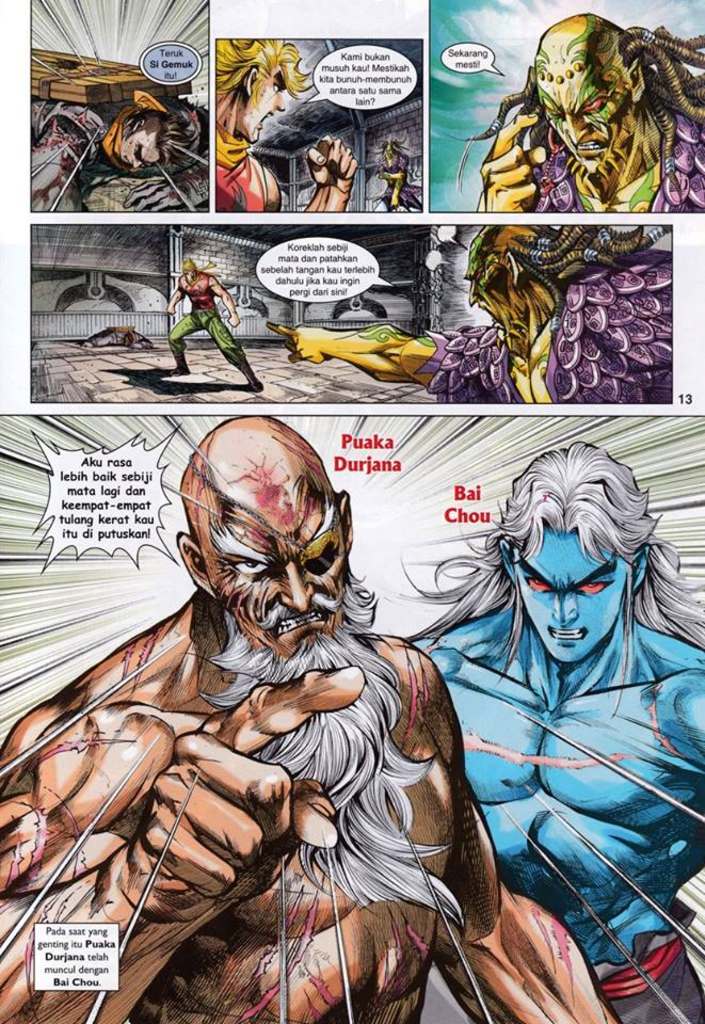 Teruk
Si Gemuk
itu!
Kami bukan
musuh kau! Mestikah
kita bunuh-membunuh
antara satu sama
lain?
Sekarang
mesti!
Koreklah sebiji
mata dan patahkan
sebelah tangan kau terlebih
dahulu jika kau ingin
pergi dari sini!
13
Aku rasa
lebih baik sebiji
mata lagi dan
keempat-empat
tulang kerat kau
itu di putuskan!
Puaka
Durjana
Bai
Chou
Pada saat yang
genting itu Puaka
Durjana telah
muncul dengan
Bai Chou.